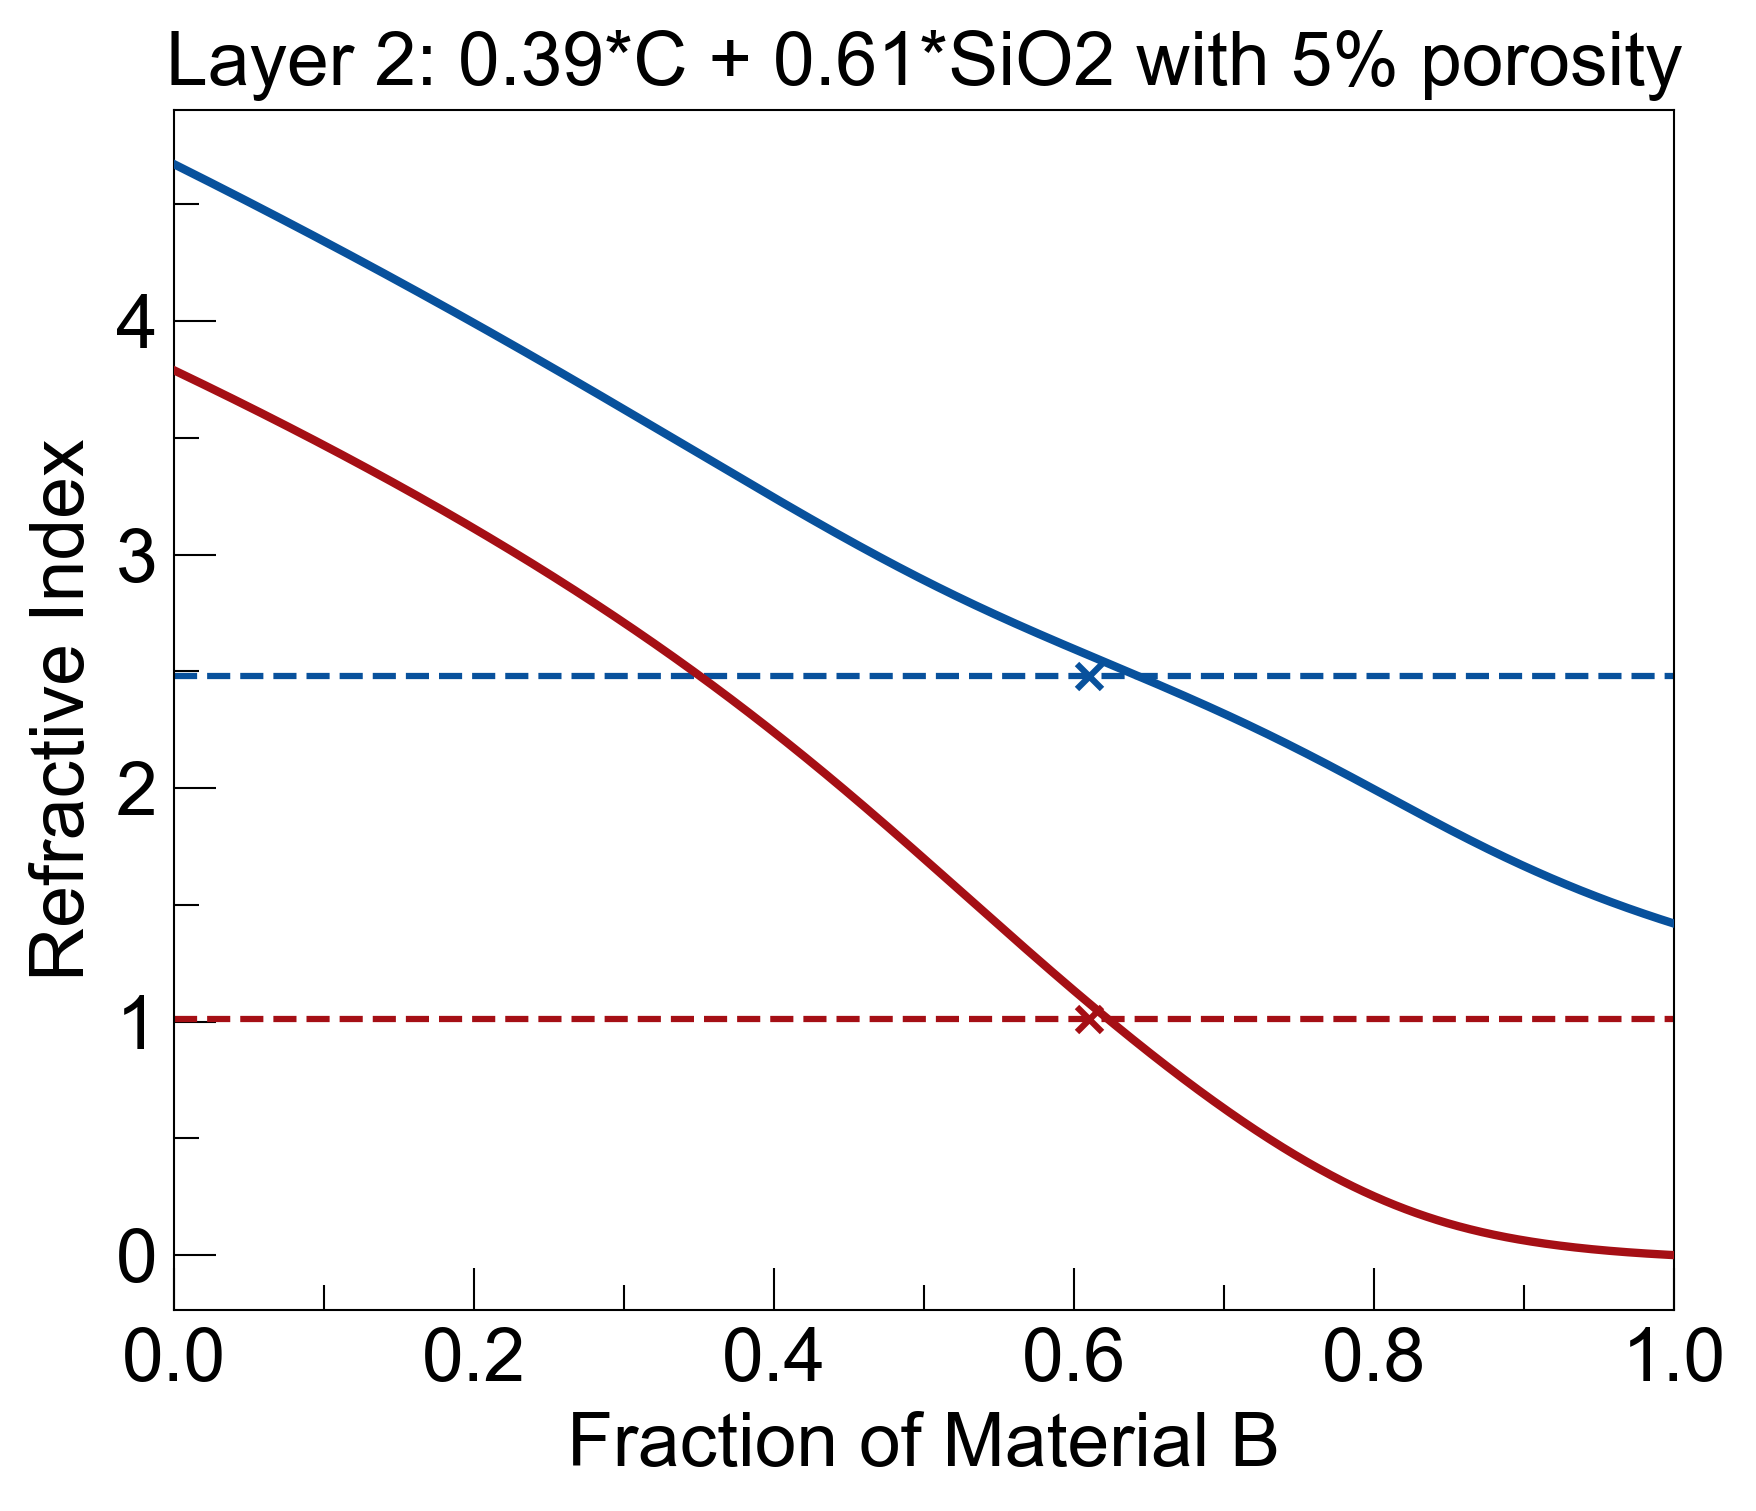 Layer 2: 0.39*C + 0.61*SiO2 with 5% porosity
Refractive Index
4
3
2
1
0
0.0 0.2 0.4 0.6 0.8 1.0
Fraction of Material B